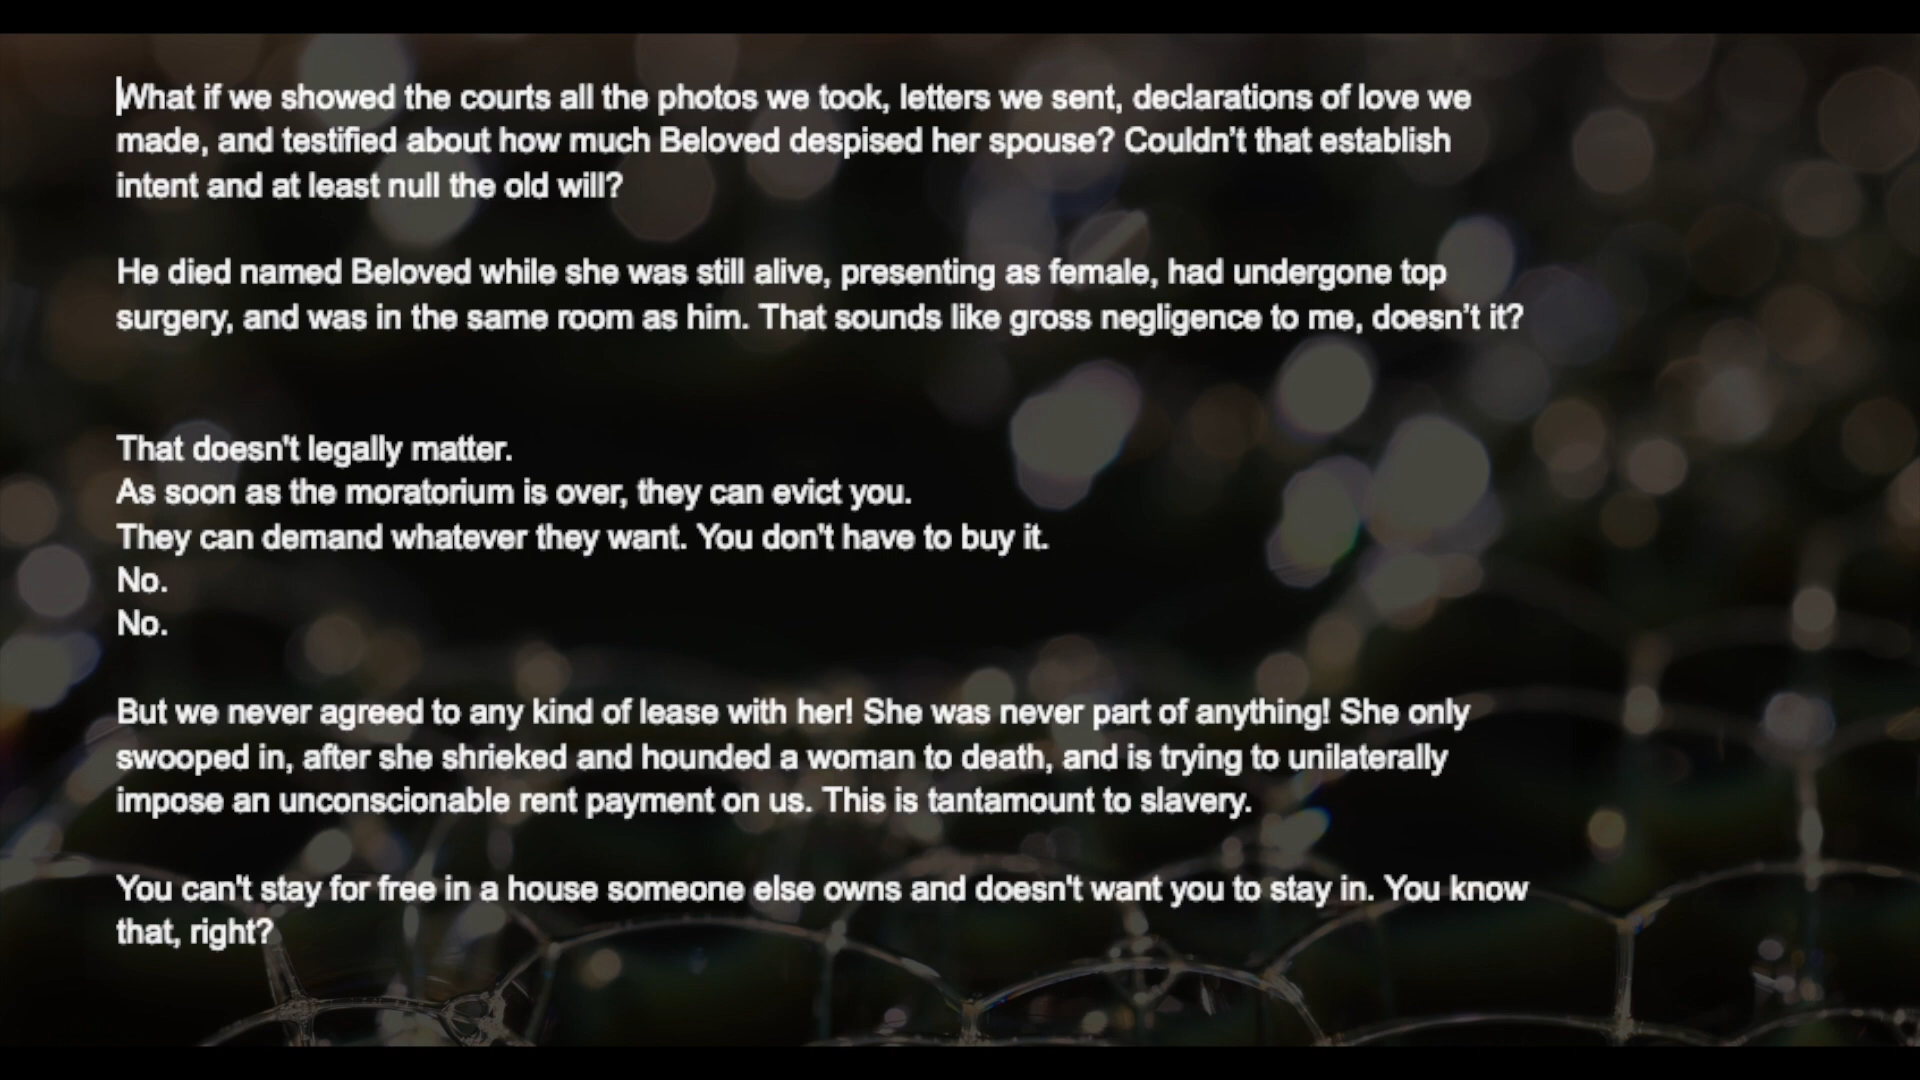 What if we showed the courts all the photos we took, letters we sent, declarations of love we
made, and testified about how much Beloved despised her spouse? Couldn’t that establish
intent and at least null the old will?
He died named Beloved while she was still alive, presenting as female, had undergone top
surgery, and was in the same room as him. That sounds like gross negligence to me, doesn’t it?
That doesn't legally matter.
As soon as the moratorium is over, they can evict you.
They can demand whatever they want. You don't have to buy it.
No.
No.
But we never agreed to any kind of lease with her! She was never part of anything! She only
swooped in, after she shrieked and hounded a woman to death, and is trying to unilaterally
impose an unconscionable rent payment on us. This is tantamount to slavery.
You can't stay for free in a house someone else owns and doesn't want you to stay in. You know
that, right?